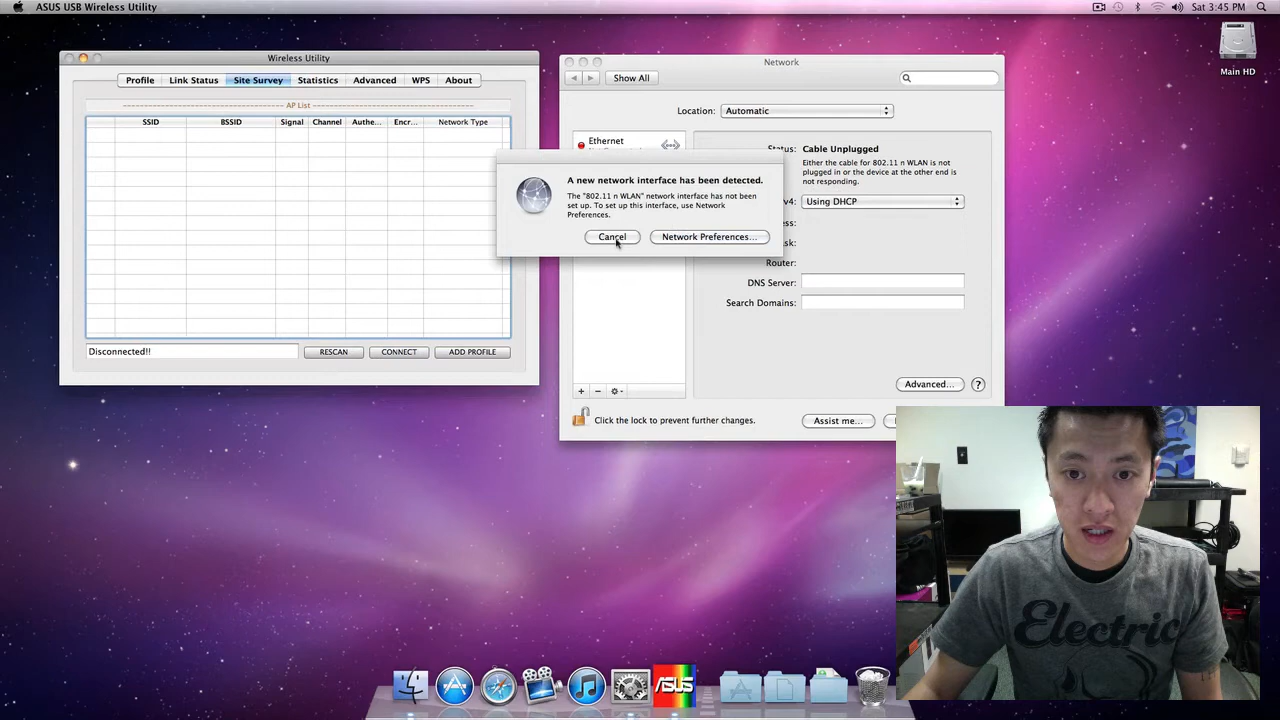 ASUS USB Wireless Utility
Sat 3:45 PM
Main HD
Wireless Utility
Profile Link Status Site Survey Statistics Advanced WPS About
AP List
SSID BSSID Signal Channel Authe... Encr... Network Type
Disconnected!!
RESCAN CONNECT ADD PROFILE
Network
Show All
Location: Automatic
Ethernet
Status: Cable Unplugged
Either the cable for 802.11 n WLAN is not
plugged in or the device at the other end is
not responding.
v4: Using DHCP
ess:
ask:
Router:
DNS Server:
Search Domains:
Advanced... ?
Click the lock to prevent further changes.
Assist me...
A new network interface has been detected.
The "802.11 n WLAN" network interface has not been
set up. To set up this interface, use Network
Preferences.
Cancel Network Preferences...
ASUS
Electric